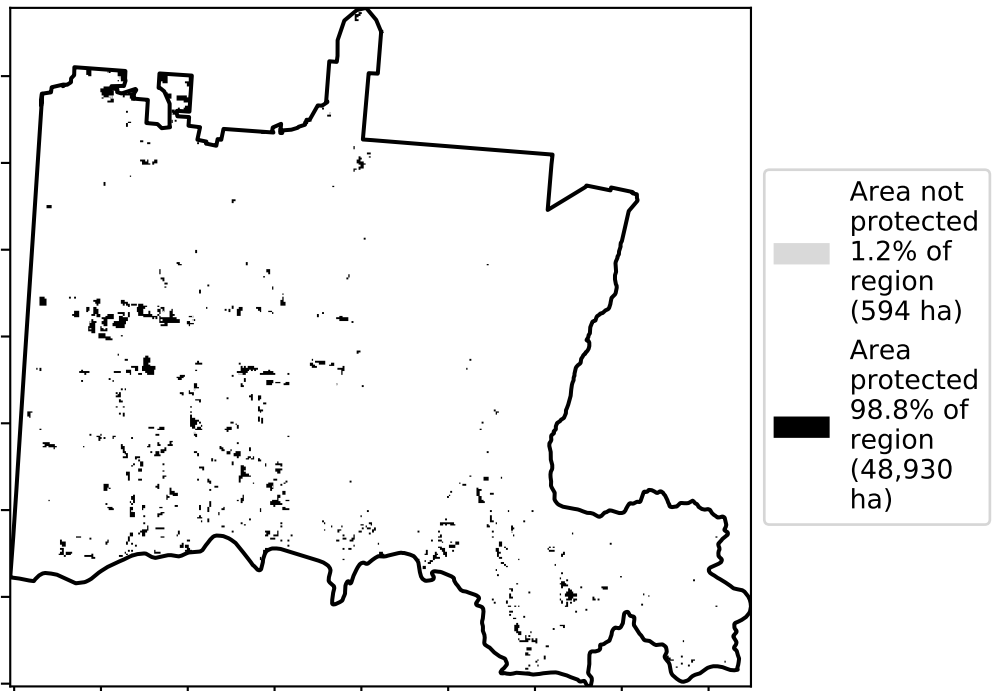 Area not
protected
1.2% of
region
(594 ha)
Area
protected
98.8% of
region
(48,930
ha)